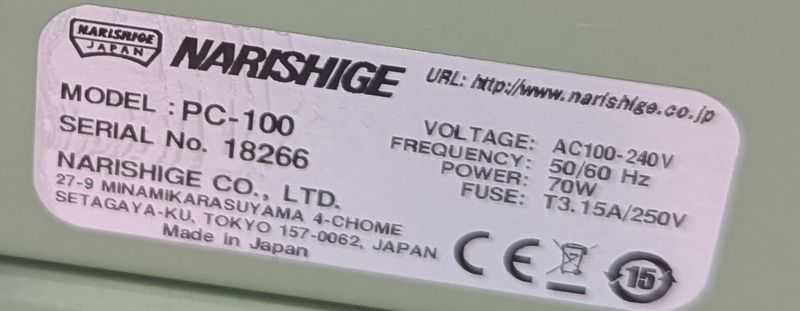 NARISHIGE
JAPAN
NARISHIGE
URL: http://www.narishige.co.jp
MODEL : PC-100
SERIAL No. 18266
VOLTAGE: AC100-240V
FREQUENCY: 50/60 Hz
POWER: 70W
FUSE: T3.15A/250V
NARISHIGE CO., LTD.
27-9 MINAMIKARASUYAMA 4-CHOME
SETAGAYA-KU, TOKYO 157-0062, JAPAN
Made in Japan
CE
15